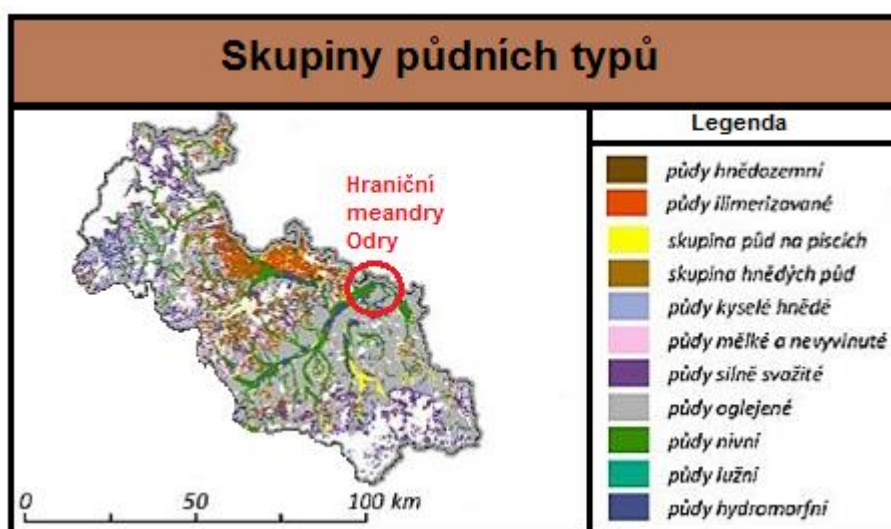 Skupiny půdních typů
Legenda
Hraniční
meandry
Odry
půdy hnědozemní
půdy ilimerizované
skupina půd na píscích
skupina hnědých půd
půdy kyselé hnědé
půdy mělké a nevyvinuté
půdy silně svažité
půdy oglejené
půdy nivní
půdy lužní
půdy hydromorfní
0 50 100 km